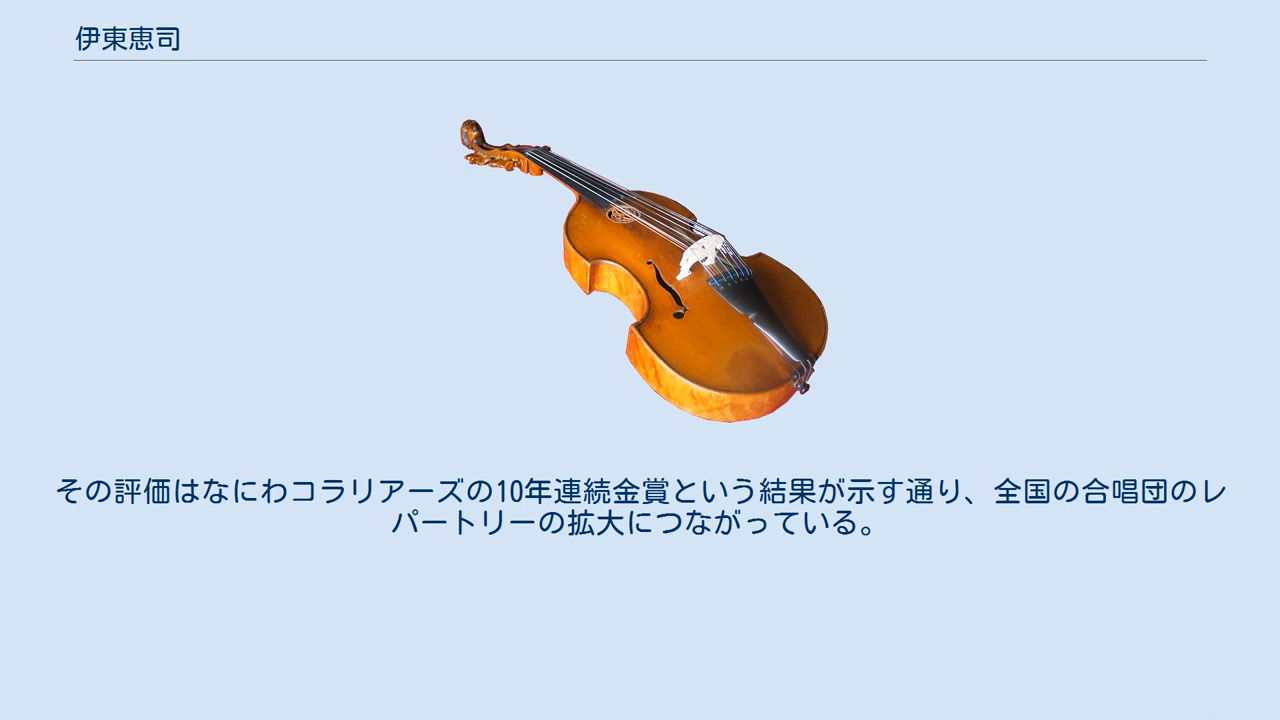 伊東恵司
その評価はなにわコラリアーズの10年連続金賞という結果が示す通り、全国の合唱団のレ
パートリーの拡大につながっている。